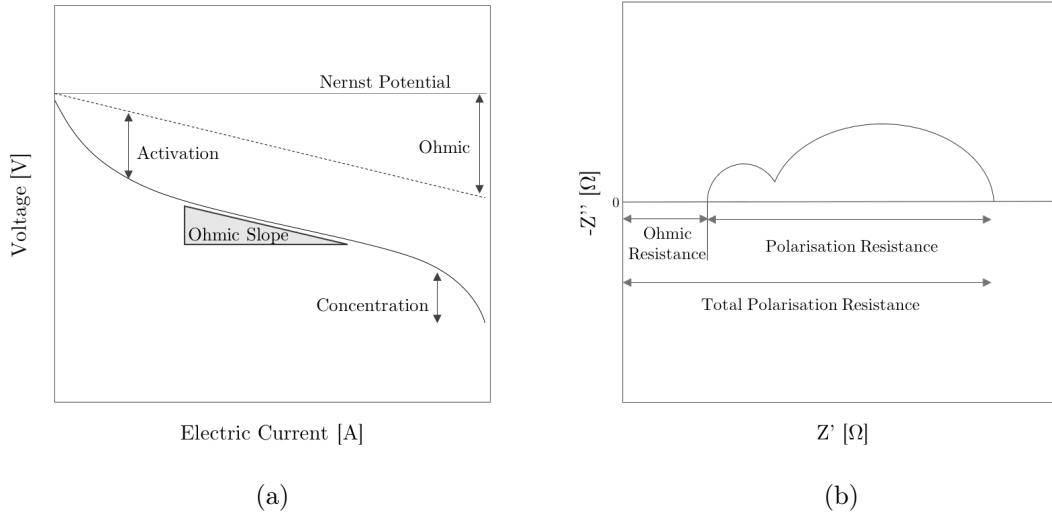 Nernst Potential
Activation
Ohmic
Ohmic Slope
Concentration
Voltage [V]
Electric Current [A]
(a)
-Z'' [Ω]
0
Ohmic
Resistance
Polarisation Resistance
Total Polarisation Resistance
Z' [Ω]
(b)